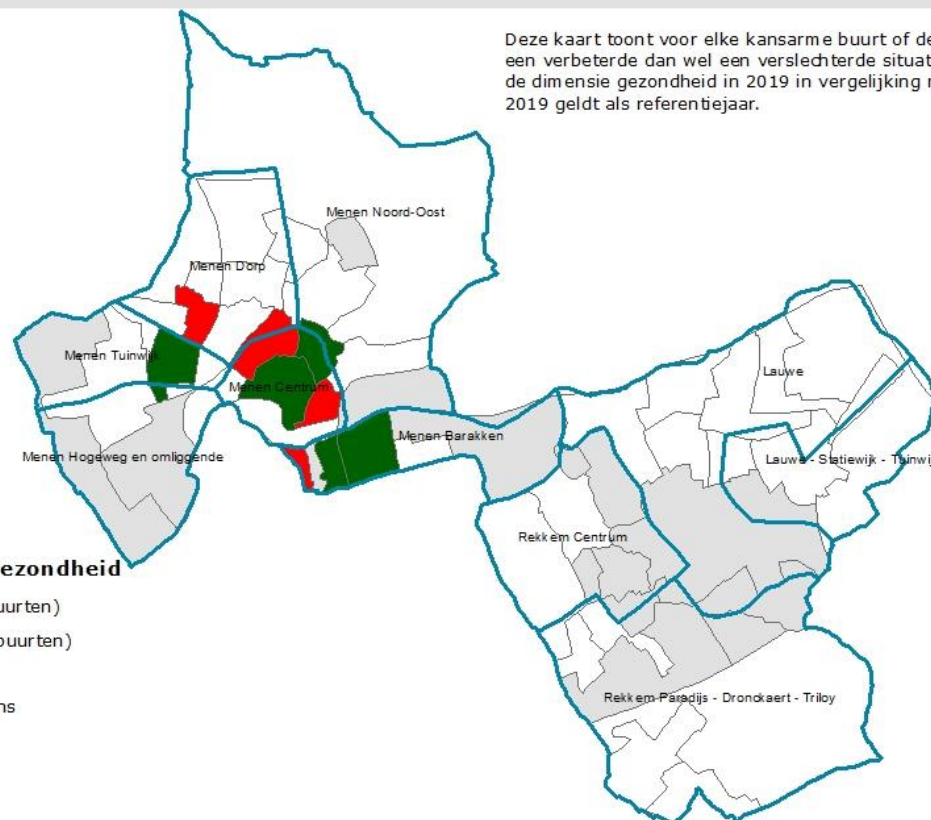 Deze kaart toont voor elke kansarme buurt of de
een verbeterde dan wel een verslechterde situat
de dimensie gezondheid in 2019 in vergelijking
2019 geldt als referentiejaar.
Menen Noord-Oost
Menen Dorp
Menen Tuinwijk
Lauwe
Menen Centrum
Menen Barakken
Menen Hogeweg en omliggende
Lauwe - Statiewijk - Tuinwij
Rekkem Centrum
ezondheid
uurten)
buurten)
ns
Rekkem Paradijs - Dronckaert - Triloy